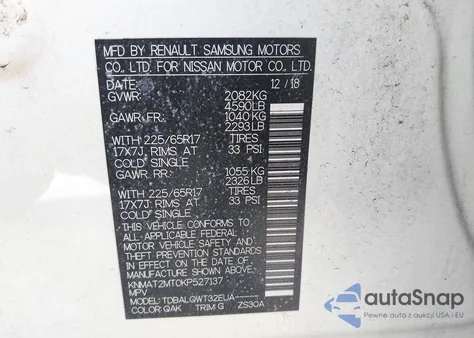 MFD BY RENAULT SAMSUNG MOTORS
CO., LTD. FOR NISSAN MOTOR CO., LTD.
DATE: 12 / 18
GVWR: 2082KG
4590LB
GAWR FR: 1040 KG
2293LB
WITH 225/65R17 TIRES
17X7J, RIMS AT 33 PSI
COLD SINGLE
GAWR RR: 1055 KG
2326LB
WITH 225/65R17 TIRES
17X7J RIMS AT 33 PSI
COLD SINGLE
THIS VEHICLE CONFORMS TO ALL
APPLICABLE U.S. FEDERAL
MOTOR VEHICLE SAFETY AND
THEFT PREVENTION STANDARDS
IN EFFECT ON THE DATE OF
MANUFACTURE SHOWN ABOVE.
KNMAT2MT0KP527137
MPV
MODEL: TDBALQWT32EUA------
COLOR: QAK TRIM: G ZS30A
autoSnap
Pewne auta z aukcji USA i EU